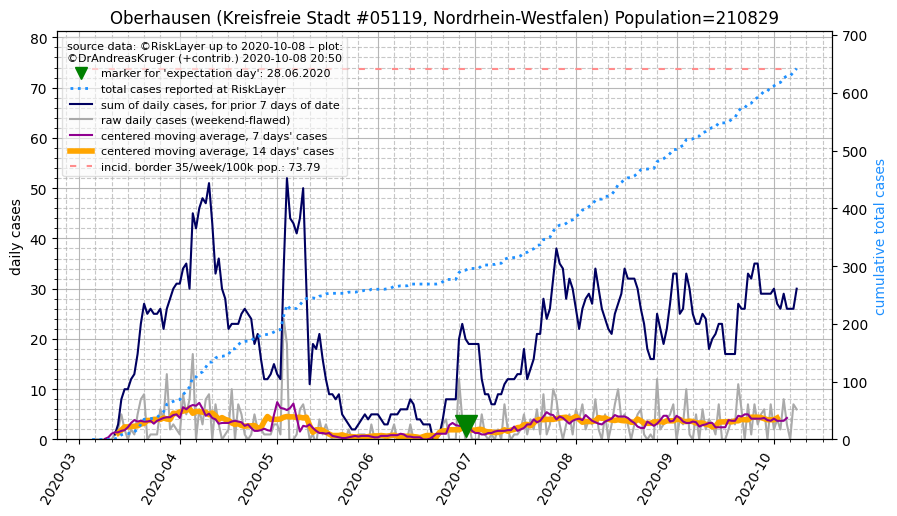 Oberhausen (Kreisfreie Stadt #05119, Nordrhein-Westfalen) Population=210829
source data: ©RiskLayer up to 2020-10-08 – plot:
©DrAndreasKruger (+contrib.) 2020-10-08 20:50
marker for 'expectation day': 28.06.2020
total cases reported at RiskLayer
sum of daily cases, for prior 7 days of date
raw daily cases (weekend-flawed)
centered moving average, 7 days' cases
centered moving average, 14 days' cases
incid. border 35/week/100k pop.: 73.79
daily cases
80
70
60
50
40
30
20
10
0
cumulative total cases
700
600
500
400
300
200
100
0
2020-03
2020-04
2020-05
2020-06
2020-07
2020-08
2020-09
2020-10